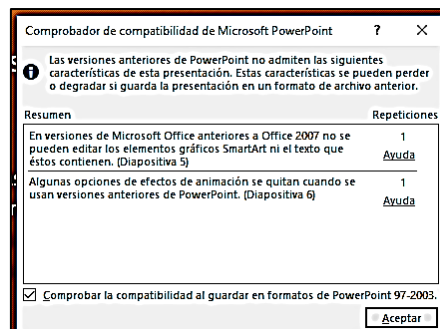 Comprobador de compatibilidad de Microsoft PowerPoint ? ×
Las versiones anteriores de PowerPoint no admiten las siguientes
características de esta presentación. Estas características se pueden perder
o degradar si guarda la presentación en un formato de archivo anterior.
Resumen Repeticiones
En versiones de Microsoft Office anteriores a Office 2007 no se 1
pueden editar los elementos gráficos SmartArt ni el texto que
éstos contienen. (Diapositiva 5) Ayuda
Algunas opciones de efectos de animación se quitan cuando se 1
usan versiones anteriores de PowerPoint. (Diapositiva 6) Ayuda
Comprobar la compatibilidad al guardar en formatos de PowerPoint 97-2003.
Aceptar